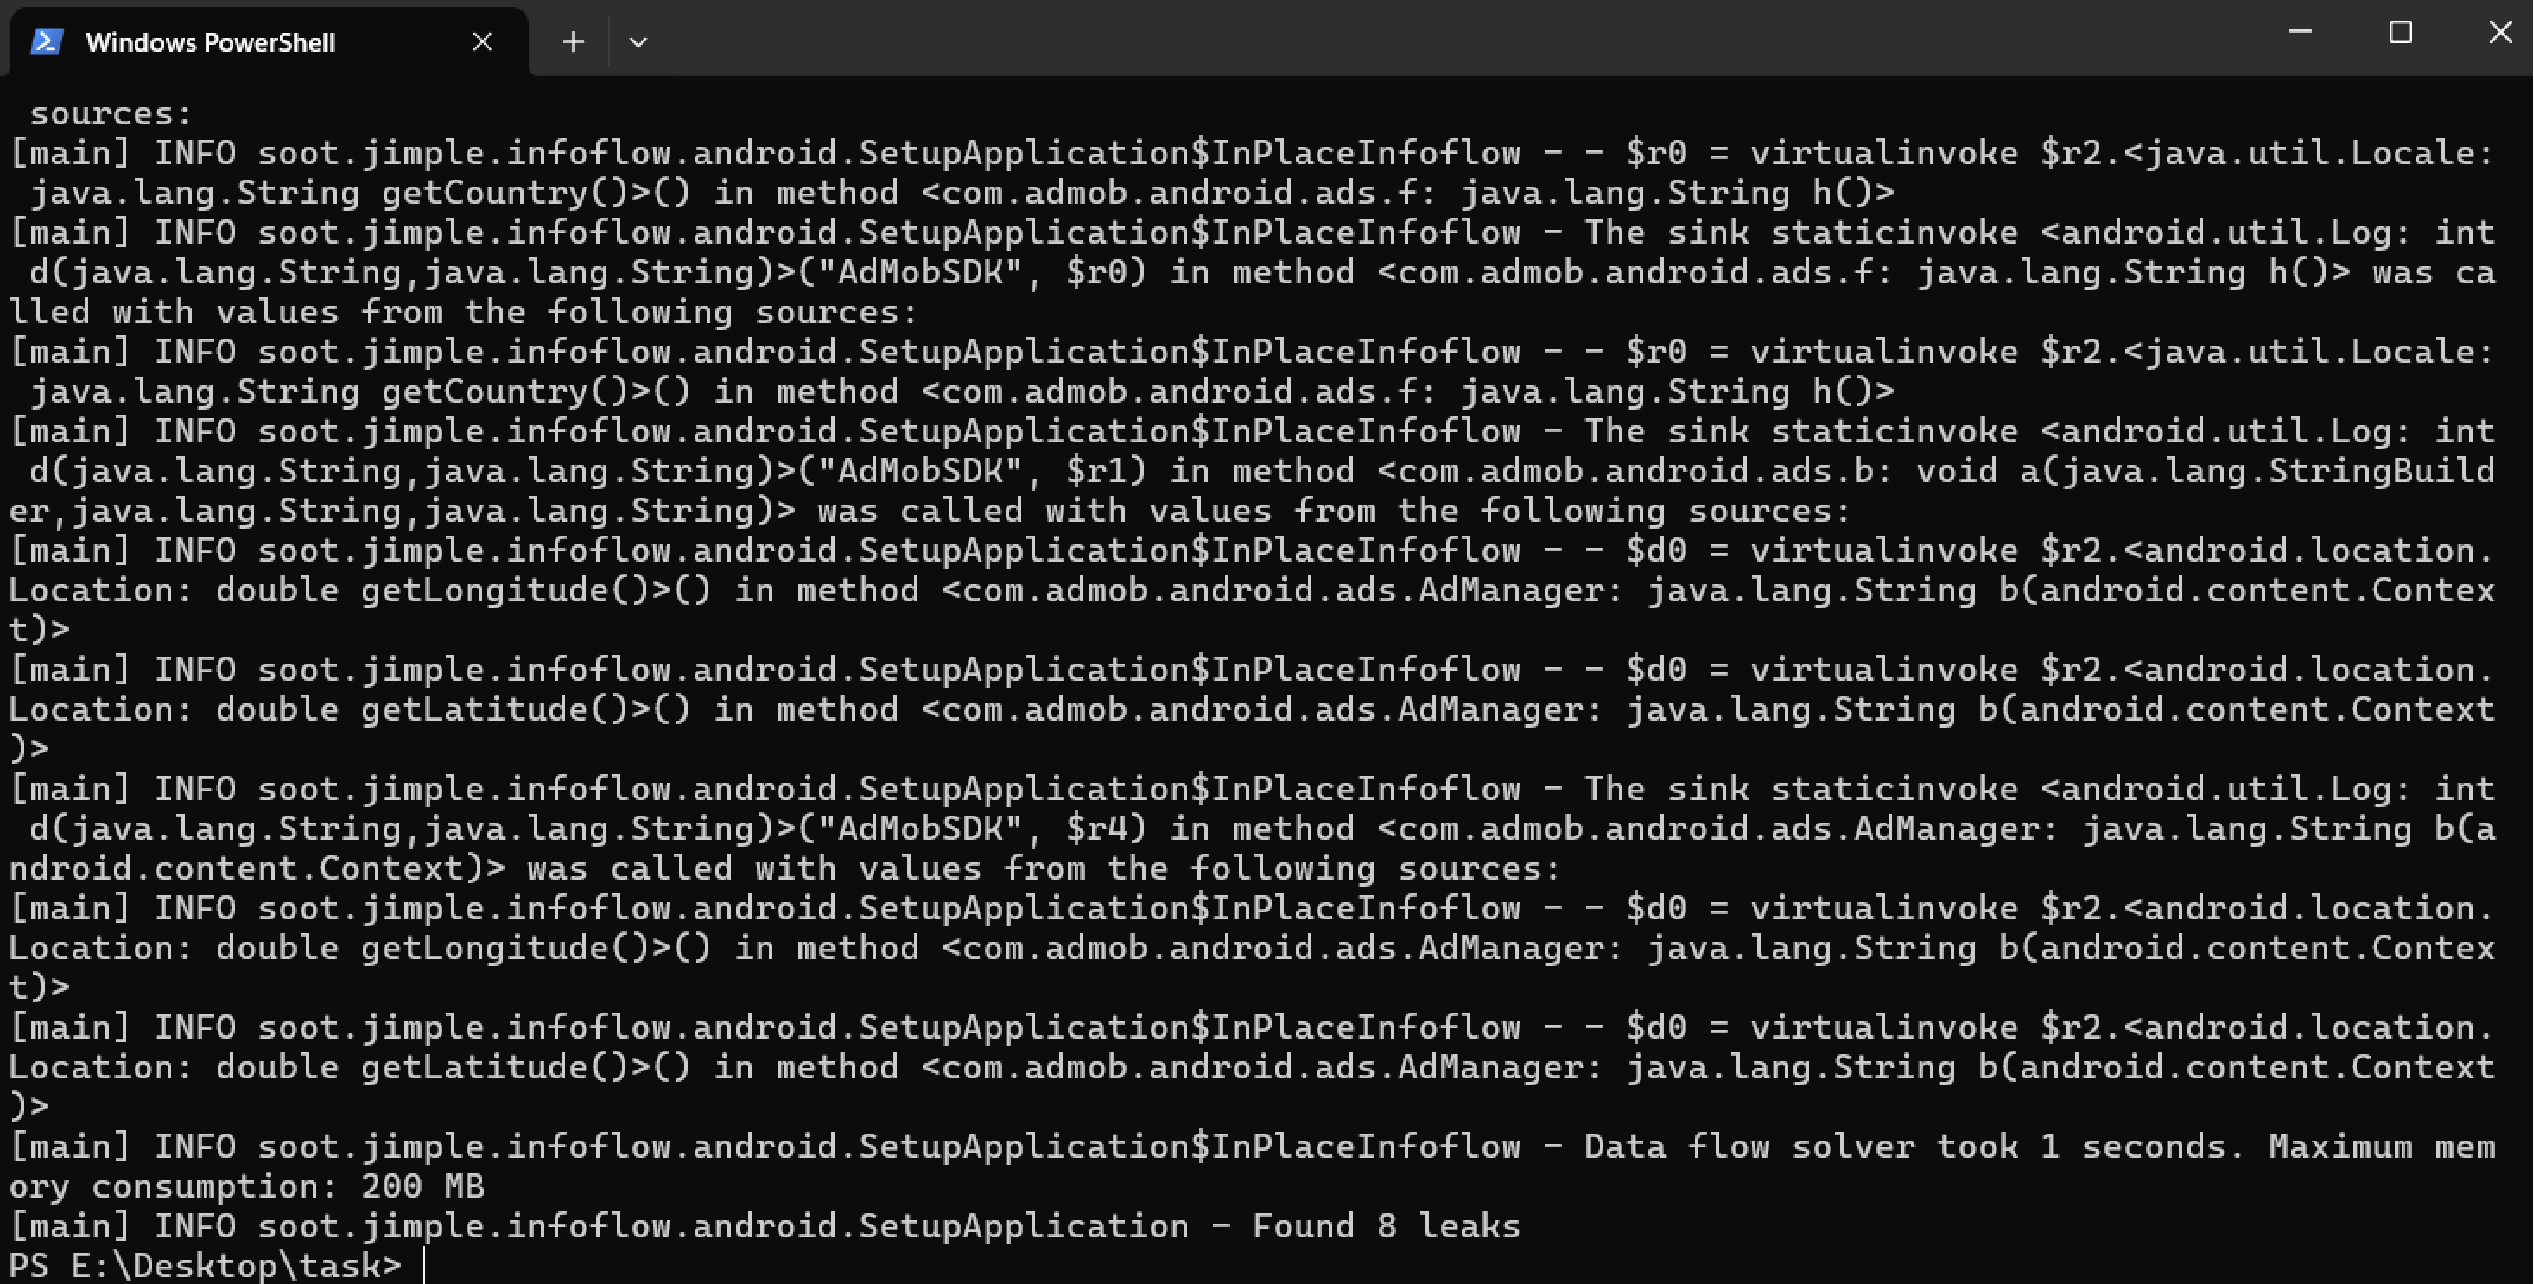 Windows PowerShell
sources:
[main] INFO soot.jimple.infoflow.android.SetupApplication$InPlaceInfoflow - - $r0 = virtualinvoke $r2.<java.util.Locale:
java.lang.String getCountry()>() in method <com.admob.android.ads.f: java.lang.String h()>
[main] INFO soot.jimple.infoflow.android.SetupApplication$InPlaceInfoflow - The sink staticinvoke <android.util.Log: int
d(java.lang.String,java.lang.String)>("AdMobSDK", $r0) in method <com.admob.android.ads.f: java.lang.String h()> was ca
lled with values from the following sources:
[main] INFO soot.jimple.infoflow.android.SetupApplication$InPlaceInfoflow - - $r0 = virtualinvoke $r2.<java.util.Locale:
java.lang.String getCountry()>() in method <com.admob.android.ads.f: java.lang.String h()>
[main] INFO soot.jimple.infoflow.android.SetupApplication$InPlaceInfoflow - The sink staticinvoke <android.util.Log: int
d(java.lang.String,java.lang.String)>("AdMobSDK", $r1) in method <com.admob.android.ads.b: void a(java.lang.StringBuild
er,java.lang.String,java.lang.String)> was called with values from the following sources:
[main] INFO soot.jimple.infoflow.android.SetupApplication$InPlaceInfoflow - - $d0 = virtualinvoke $r2.<android.location.
Location: double getLongitude()>() in method <com.admob.android.ads.AdManager: java.lang.String b(android.content.Contex
t)>
[main] INFO soot.jimple.infoflow.android.SetupApplication$InPlaceInfoflow - - $d0 = virtualinvoke $r2.<android.location.
Location: double getLatitude()>() in method <com.admob.android.ads.AdManager: java.lang.String b(android.content.Context
)>
[main] INFO soot.jimple.infoflow.android.SetupApplication$InPlaceInfoflow - The sink staticinvoke <android.util.Log: int
d(java.lang.String,java.lang.String)>("AdMobSDK", $r4) in method <com.admob.android.ads.AdManager: java.lang.String b(a
ndroid.content.Context)> was called with values from the following sources:
[main] INFO soot.jimple.infoflow.android.SetupApplication$InPlaceInfoflow - - $d0 = virtualinvoke $r2.<android.location.
Location: double getLongitude()>() in method <com.admob.android.ads.AdManager: java.lang.String b(android.content.Contex
t)>
[main] INFO soot.jimple.infoflow.android.SetupApplication$InPlaceInfoflow - - $d0 = virtualinvoke $r2.<android.location.
Location: double getLatitude()>() in method <com.admob.android.ads.AdManager: java.lang.String b(android.content.Context
)>
[main] INFO soot.jimple.infoflow.android.SetupApplication$InPlaceInfoflow - Data flow solver took 1 seconds. Maximum mem
ory consumption: 200 MB
[main] INFO soot.jimple.infoflow.android.SetupApplication - Found 8 leaks
PS E:\Desktop\task>